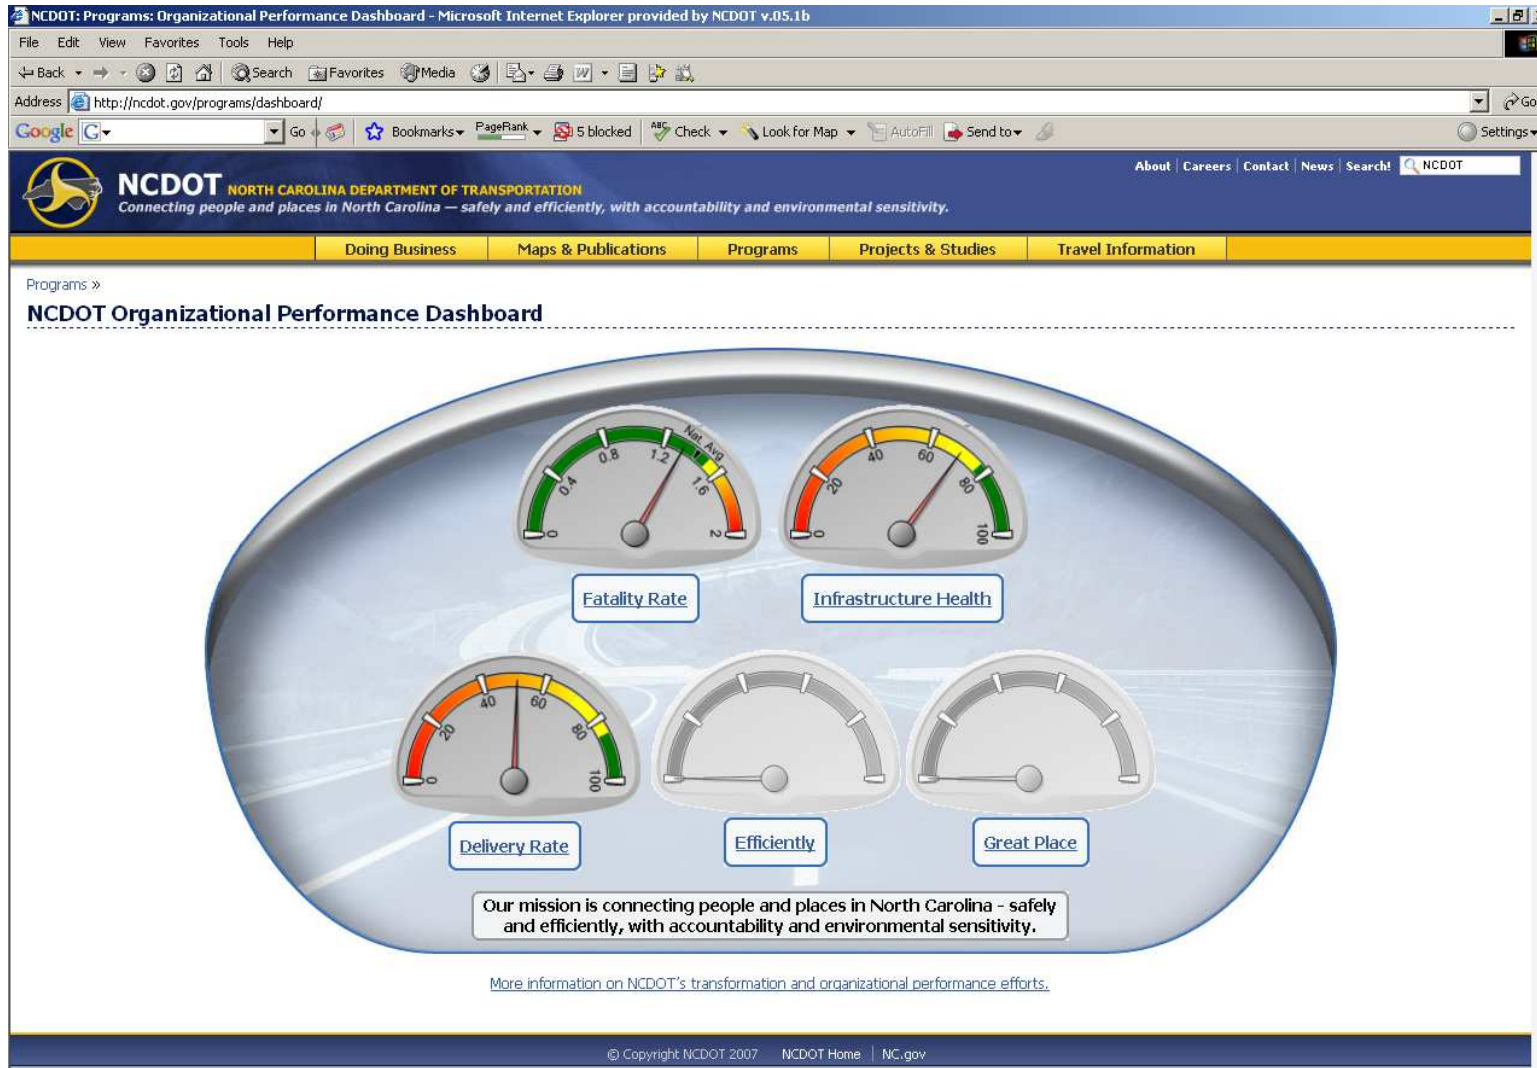 NCDOT: Programs: Organizational Performance Dashboard - Microsoft Internet Explorer provided by NCDOT v.05.1b
File Edit View Favorites Tools Help
Back Search Favorites Media
Address http://ncdot.gov/programs/dashboard/ Go
Google G Go Bookmarks PageRank 5 blocked ABC Check Look for Map AutoFill Send to Settings
About | Careers | Contact | News | Search! NCDOT
NCDOT NORTH CAROLINA DEPARTMENT OF TRANSPORTATION
Connecting people and places in North Carolina — safely and efficiently, with accountability and environmental sensitivity.
Doing Business Maps & Publications Programs Projects & Studies Travel Information
Programs »
NCDOT Organizational Performance Dashboard
0 0.4 0.8 1.2 Nat. Avg 1.6 2
0 20 40 60 80 100
Fatality Rate Infrastructure Health
0 20 40 60 80 100
Delivery Rate Efficiently Great Place
Our mission is connecting people and places in North Carolina - safely
and efficiently, with accountability and environmental sensitivity.
More information on NCDOT's transformation and organizational performance efforts.
© Copyright NCDOT 2007 NCDOT Home | NC.gov